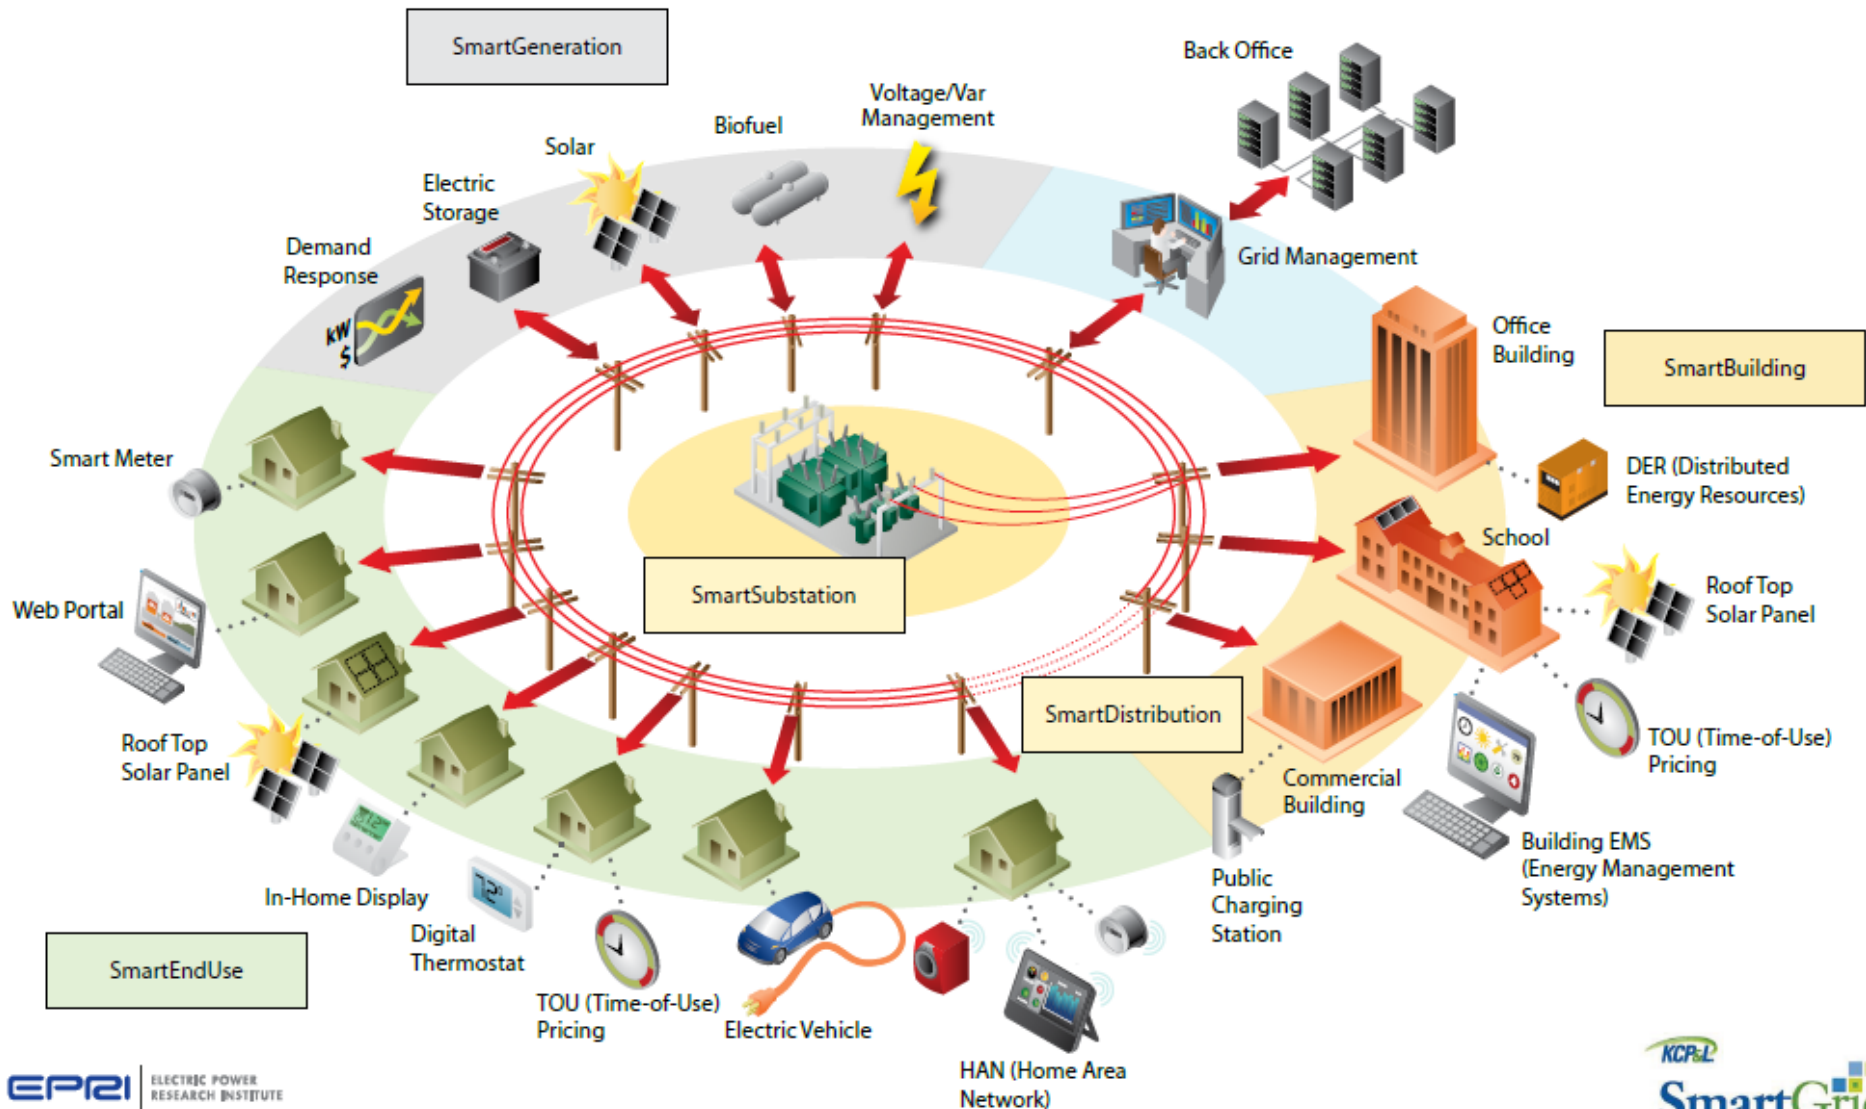 SmartGeneration
Back Office
Voltage/Var
Management
Biofuel
Solar
Electric
Storage
Demand
Response
kW
$
Grid Management
Office
Building
SmartBuilding
Smart Meter
DER (Distributed
Energy Resources)
School
SmartSubstation
Web Portal
Roof Top
Solar Panel
SmartDistribution
Roof Top
Solar Panel
TOU (Time-of-Use)
Pricing
Commercial
Building
Building EMS
(Energy Management
Systems)
In-Home Display
72
Digital
Thermostat
Public
Charging
Station
SmartEndUse
TOU (Time-of-Use)
Pricing
Electric Vehicle
HAN (Home Area
Network)
EPRI
ELECTRIC POWER
RESEARCH INSTITUTE
KCP&L
SmartGri